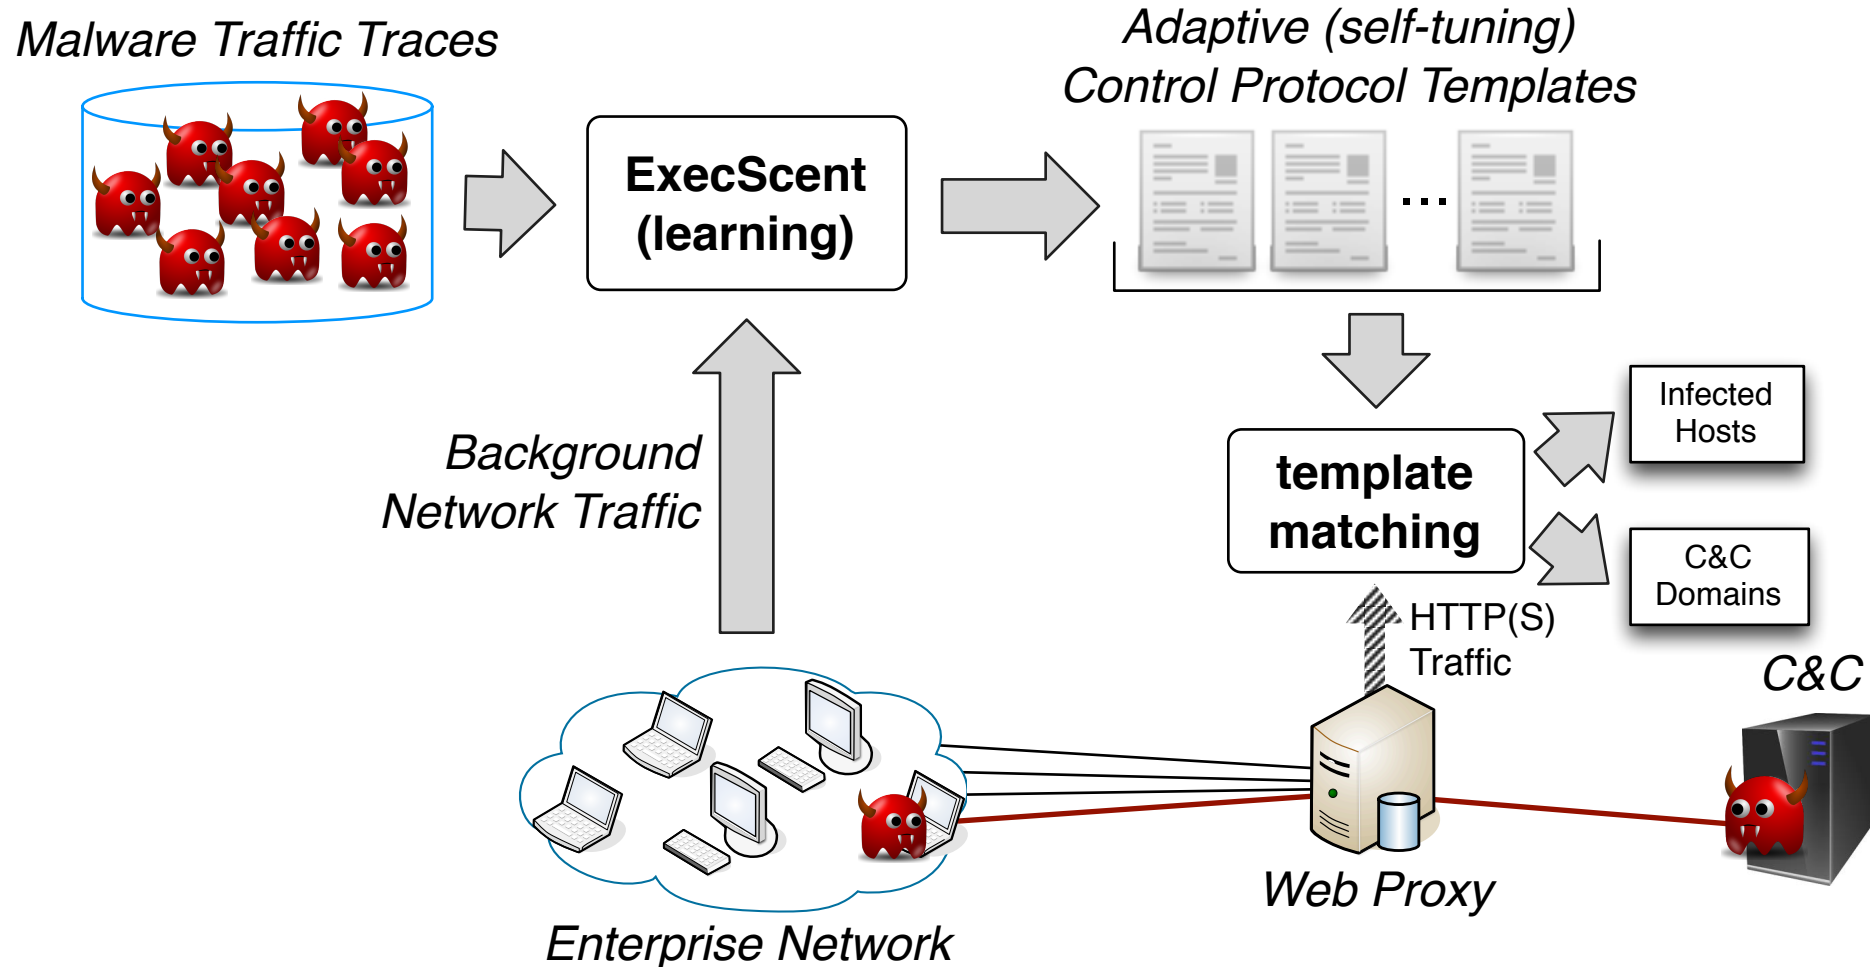 Malware Traffic Traces
Adaptive (self-tuning)
Control Protocol Templates
ExecScent
(learning)
...
Background
Network Traffic
template
matching
Infected
Hosts
C&C
Domains
HTTP(S)
Traffic
C&C
Web Proxy
Enterprise Network